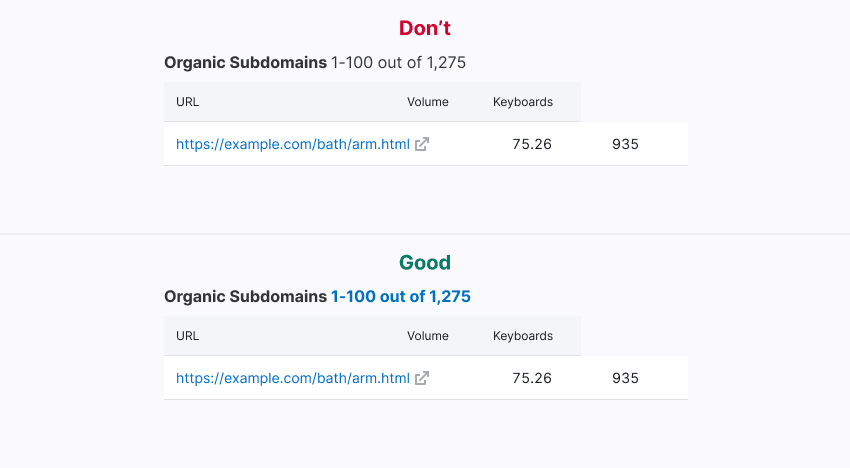 Don't
Organic Subdomains 1-100 out of 1,275
URL Volume Keyboards
https://example.com/bath/arm.html 75.26 935
Good
Organic Subdomains 1-100 out of 1,275
URL Volume Keyboards
https://example.com/bath/arm.html 75.26 935